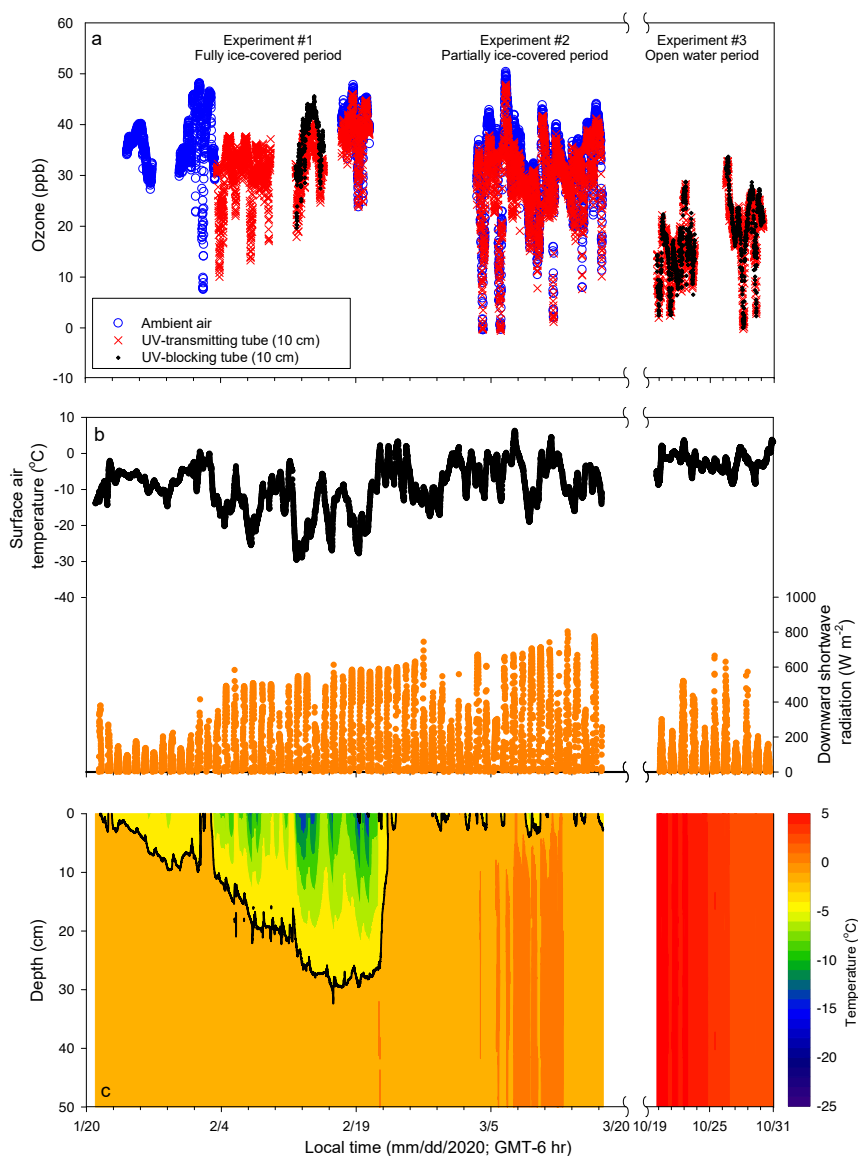 a
Experiment #1
Fully ice-covered period
Experiment #2
Partially ice-covered period
Experiment #3
Open water period
60
50
40
30
20
10
0
-10
Ozone (ppb)
Ambient air
UV-transmitting tube (10 cm)
UV-blocking tube (10 cm)
b
10
0
-10
-20
-30
-40
Surface air
temperature (°C)
1000
800
600
400
200
0
Downward shortwave
radiation (W m-2)
0
10
20
30
40
50
Depth (cm)
c
5
0
-5
-10
-15
-20
-25
Temperature (°C)
1/20 2/4 2/19 3/5 3/20 10/19 10/25 10/31
Local time (mm/dd/2020; GMT-6 hr)